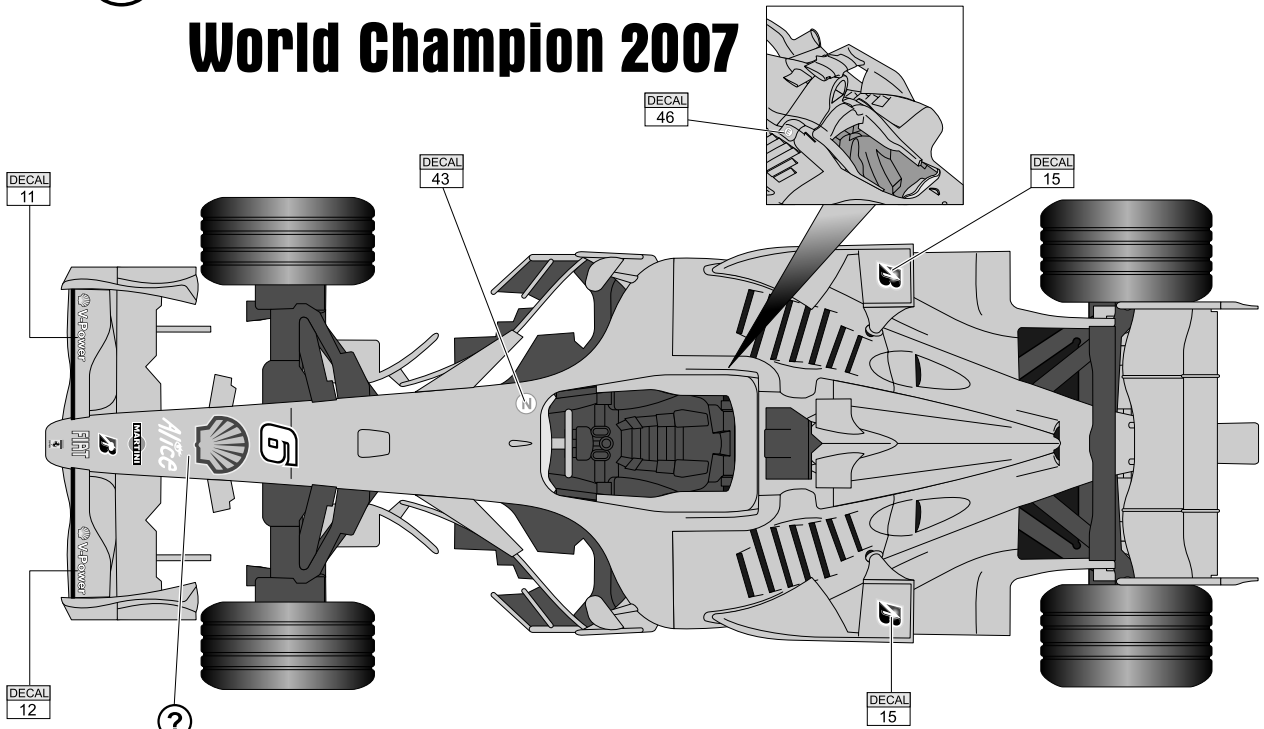 World Champion 2007
DECAL
46
DECAL
43
DECAL
15
DECAL
11
V-Power
FIAT
MARTINI
Alice
6
N
V-Power
DECAL
12
?
DECAL
15